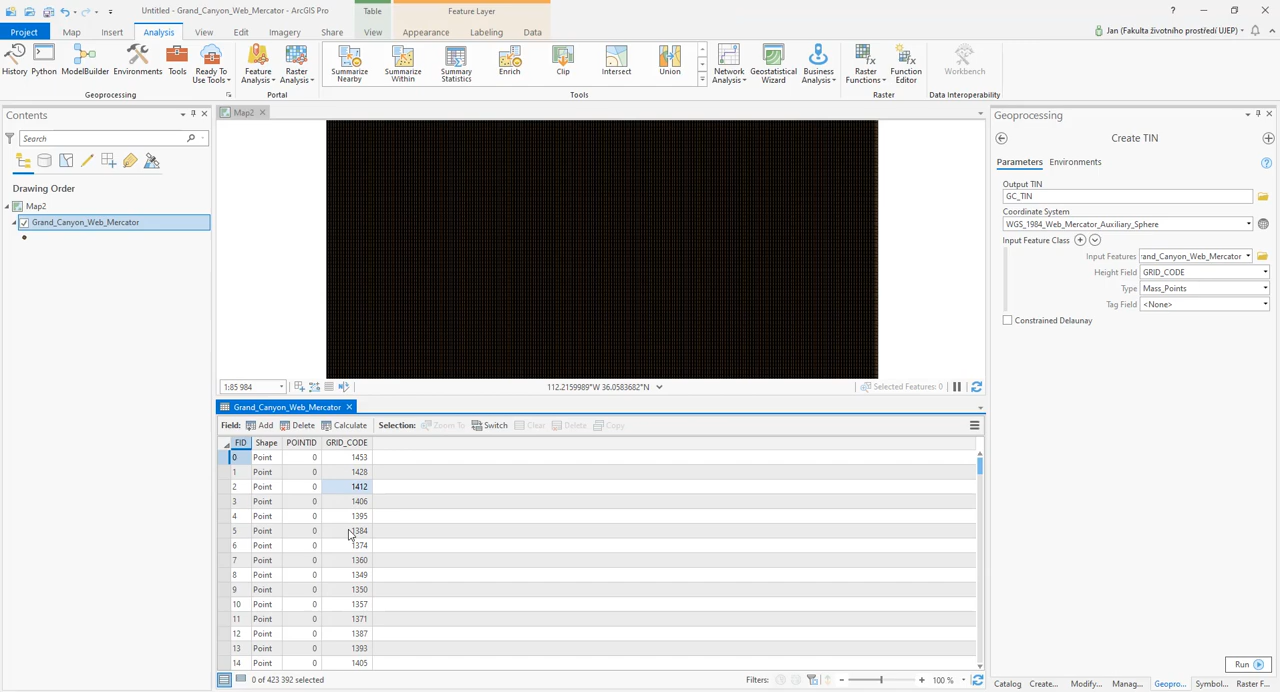 Untitled - Grand_Canyon_Web_Mercator - ArcGIS Pro
Table
Feature Layer
?
Project
Map
Insert
Analysis
View
Edit
Imagery
Share
View
Appearance
Labeling
Data
Jan (Fakulta životního prostředí UJEP)
History
Python
ModelBuilder
Environments
Tools
Ready To Use Tools
Geoprocessing
Feature Analysis
Raster Analysis
Portal
Summarize Nearby
Summarize Within
Summary Statistics
Enrich
Clip
Intersect
Union
Tools
Network Analysis
Geostatistical Wizard
Business Analysis
Raster Functions
Function Editor
Raster
Workbench
Data Interoperability
Contents
Search
Drawing Order
Map2
Grand_Canyon_Web_Mercator
Map2
1:85 984
112.2159989°W 36.0583682°N
Selected Features: 0
Grand_Canyon_Web_Mercator
Field: Add Delete Calculate Selection: Zoom To Switch Clear Delete Copy
FID Shape POINTID GRID_CODE
0 Point 0 1453
1 Point 0 1428
2 Point 0 1412
3 Point 0 1406
4 Point 0 1395
5 Point 0 1384
6 Point 0 1374
7 Point 0 1360
8 Point 0 1349
9 Point 0 1350
10 Point 0 1357
11 Point 0 1371
12 Point 0 1387
13 Point 0 1393
14 Point 0 1405
0 of 423 392 selected
Filters:
100 %
Geoprocessing
Create TIN
Parameters Environments
?
Output TIN
GC_TIN
Coordinate System
WGS_1984_Web_Mercator_Auxiliary_Sphere
Input Feature Class
Input Features rand_Canyon_Web_Mercator
Height Field GRID_CODE
Type Mass_Points
Tag Field <None>
Constrained Delaunay
Run
Catalog Create... Modify... Manag... Geopro... Symbol... Raster F...